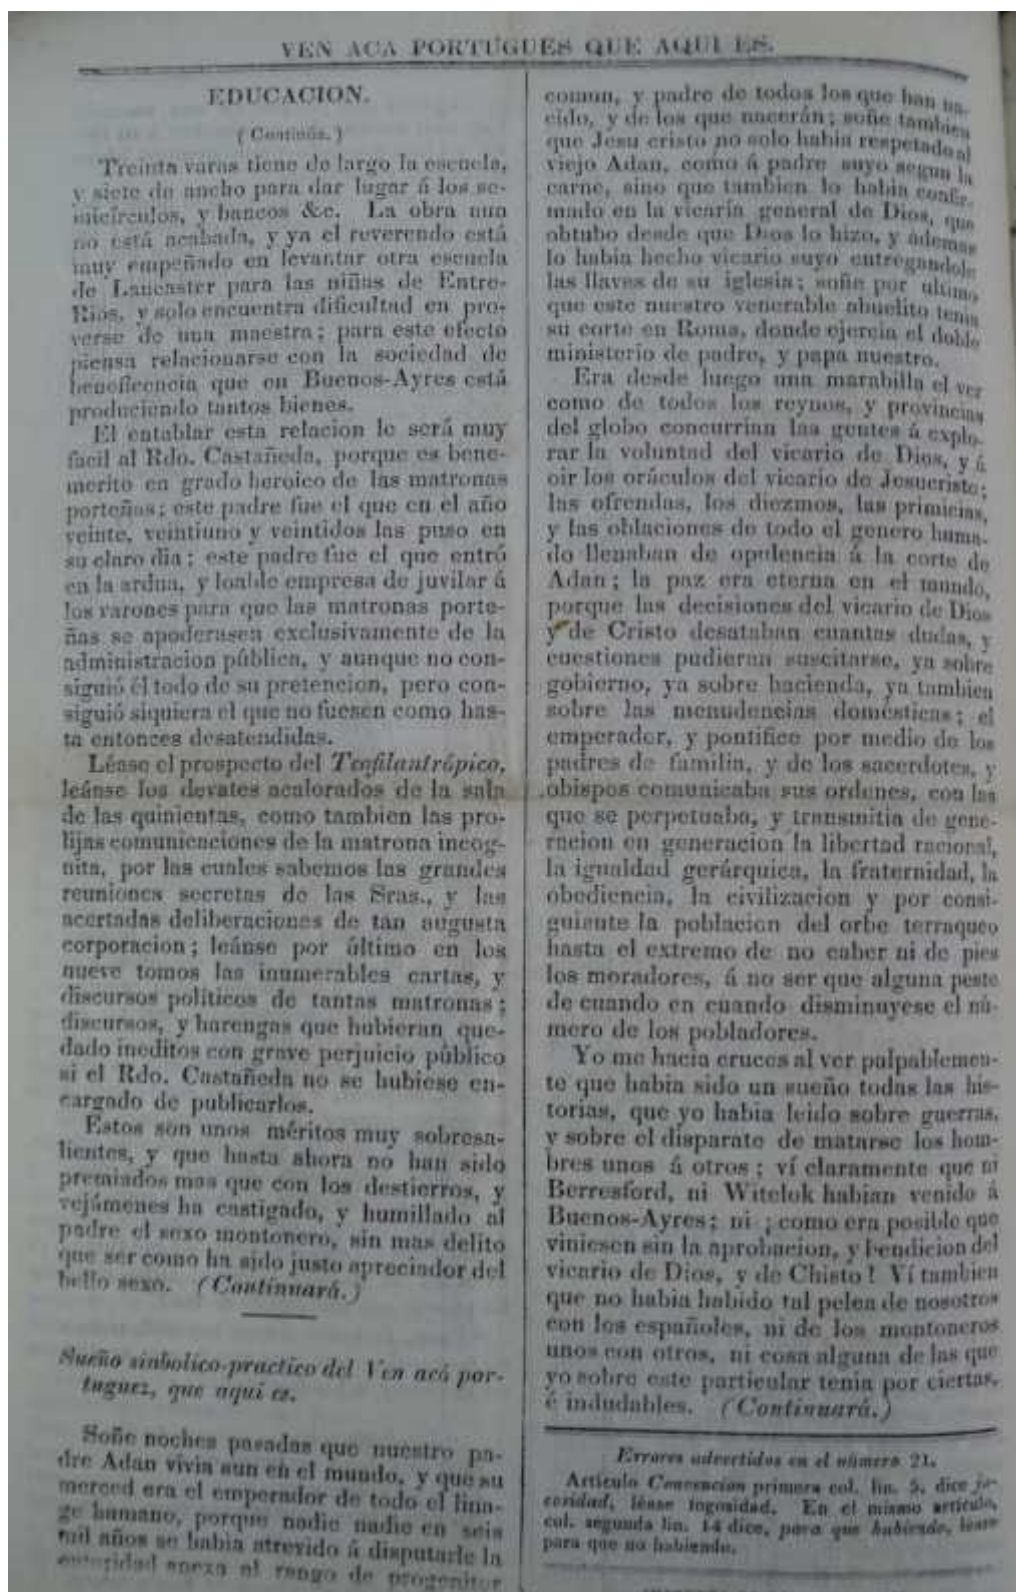 VEN ACA PORTUGUES QUE AQUI ES.
EDUCACION.
(Continúa.)
Treinta varas tiene de largo la escuela,
y siete de ancho para dar lugar á los se-
micírculos, y bancos &c. La obra aun
no está acabada, y ya el reverendo está
muy empeñado en levantar otra escuela
de Lancaster para las niñas de Entre-
Rios, y solo encuentra dificultad en pro-
verse de una maestra; para este efecto
piensa relacionarse con la sociedad de
beneficencia que en Buenos-Ayres está
produciendo tantos bienes.
El entablar esta relacion le será muy
facil al Rdo. Castañeda, porque es bene-
merito en grado heroico de las matronas
porteñas; este padre fue el que en el año
veinte, veintiuno y veintidos las puso en
su claro dia; este padre fue el que entró
en la ardua, y loable empresa de juvilar á
los varones para que las matronas porte-
ñas se apoderasen exclusivamente de la
administracion pública, y aunque no con-
siguió él todo de su pretencion, pero con-
siguió siquiera el que no fuesen como has-
ta entonces desatendidas.
Léase el prospecto del Teofilantrópico,
leánse los devates acalorados de la sala
de las quinientas, como tambien las pro-
lijas comunicaciones de la matrona incog-
nita, por las cuales sabemos las grandes
reuniones secretas de las Sras., y las
acertadas deliberaciones de tan augusta
corporacion; leánse por último en los
nueve tomos las inumerables cartas, y
discursos políticos de tantas matronas;
discursos, y harengas que hubieran que-
dado ineditos con grave perjuicio público
si el Rdo. Castañeda no se hubiese en-
cargado de publicarlos.
Estos son unos méritos muy sobresa-
lientes, y que hasta ahora no han sido
premiados mas que con los destierros, y
vejámenes ha castigado, y humillado al
padre el sexo montonero, sin mas delito
que ser como ha sido justo apreciador del
bello sexo. (Continuará.)
Sueño sinbolico-practico del Ven acá por-
tuguez, que aqui es.
Soñe noches pasadas que nuestro pa-
dre Adan vivia aun en el mundo, y que su
merced era el emperador de todo el lina-
ge humano, porque nadie nadie en seis
mil años se habia atrevido á disputarle la
autoridad anexa al rango de progenitor
comun, y padre de todos los que han na-
cido, y de los que nacerán; soñe tambien
que Jesu cristo no solo habia respetado al
viejo Adan, como á padre suyo segun la
carne, sino que tambien lo habia confir-
mado en la vicaría general de Dios, que
obtubo desde que Dios lo hizo, y ademas
lo habia hecho vicario suyo entregandole
las llaves de su iglesia; soñe por ultimo
que este nuestro venerable abuelito tenia
su corte en Roma, donde ejercia el doble
ministerio de padre, y papa nuestro.
Era desde luego una marabilla el ver
como de todos los reynos, y provincias
del globo concurrian las gentes á explo-
rar la voluntad del vicario de Dios, y á
oir los oráculos del vicario de Jesucristo;
las ofrendas, los diezmos, las primicias,
y las oblaciones de todo el genero huma-
do llenaban de opulencia á la corte de
Adan; la paz era eterna en el mundo,
porque las decisiones del vicario de Dios
y de Cristo desataban cuantas dudas, y
cuestiones pudieran suscitarse, ya sobre
gobierno, ya sobre hacienda, ya tambien
sobre las menudencias domésticas; el
emperador, y pontifice por medio de los
padres de familia, y de los sacerdotes, y
obispos comunicaba sus ordenes, con las
que se perpetuabo, y transmitia de gene-
racion en generacion la libertad racional,
la igualdad gerárquica, la fraternidad, la
obediencia, la civilizacion y por consi-
guiente la poblacion del orbe terraqueo
hasta el extremo de no caber ni de pies
los moradores, á no ser que alguna peste
de cuando en cuando disminuyese el nú-
mero de los pobladores.
Yo me hacia cruces al ver palpablemen-
te que habia sido un sueño todas las his-
torias, que yo habia leido sobre guerras,
y sobre el disparate de matarse los hom-
bres unos á otros; ví claramente que ni
Berresford, ni Witelok habian venido á
Buenos-Ayres; ni ¡como era posible que
viniesen sin la aprobacion, y bendicion del
vicario de Dios, y de Chisto! Ví tambien
que no habia habido tal pelea de nosotros
con los españoles, ni de los montoneros
unos con otros, ni cosa alguna de las que
yo sobre este particular tenia por ciertas,
é indudables. (Continuará.)
Errores advertidos en el número 21.
Artículo Convencion primera col. lin. 5. dice jo-
cosidad, léase fogosidad. En el mismo artículo,
col. segunda lin. 14 dice, para que habiendo, léase
para que no habiendo.